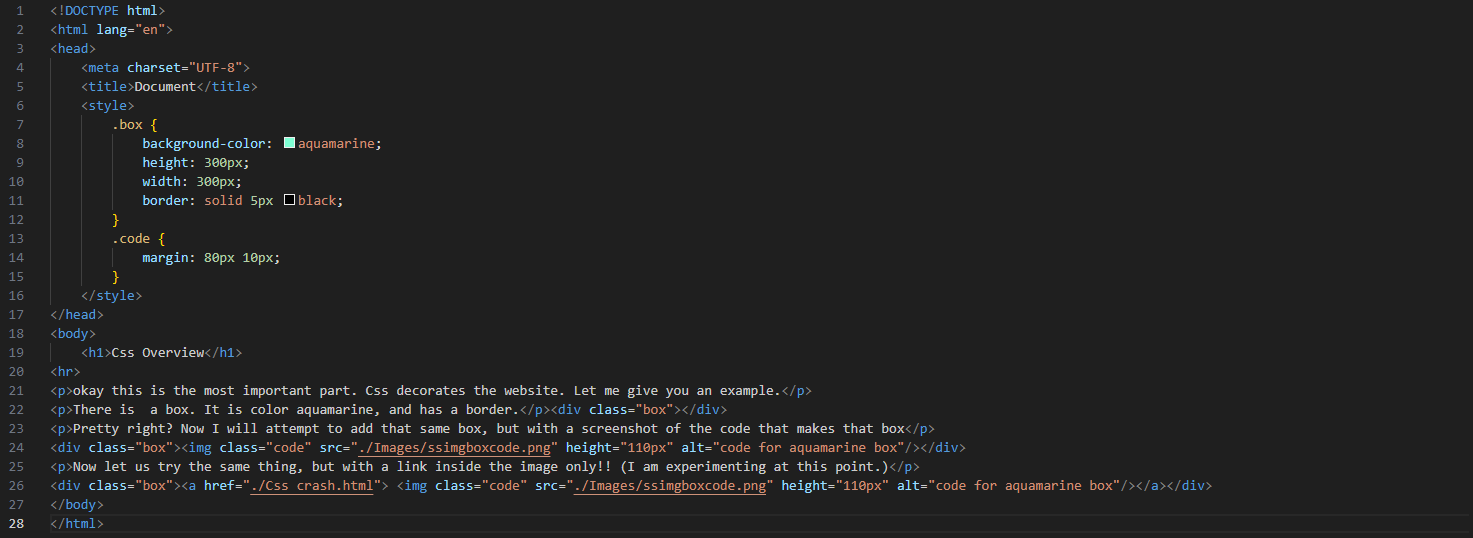 1 <!DOCTYPE html>
2 <html lang="en">
3 <head>
4     <meta charset="UTF-8">
5     <title>Document</title>
6     <style>
7         .box {
8             background-color: aquamarine;
9             height: 300px;
10             width: 300px;
11             border: solid 5px black;
12         }
13         .code {
14             margin: 80px 10px;
15         }
16     </style>
17 </head>
18 <body>
19     <h1>Css Overview</h1>
20 <hr>
21 <p>okay this is the most important part. Css decorates the website. Let me give you an example.</p>
22 <p>There is  a box. It is color aquamarine, and has a border.</p><div class="box"></div>
23 <p>Pretty right? Now I will attempt to add that same box, but with a screenshot of the code that makes that box</p>
24 <div class="box"><img class="code" src="./Images/ssimgboxcode.png" height="110px" alt="code for aquamarine box"/></div>
25 <p>Now let us try the same thing, but with a link inside the image only!! (I am experimenting at this point.)</p>
26 <div class="box"><a href="./Css crash.html"> <img class="code" src="./Images/ssimgboxcode.png" height="110px" alt="code for aquamarine box"/></a></div>
27 </body>
28 </html>